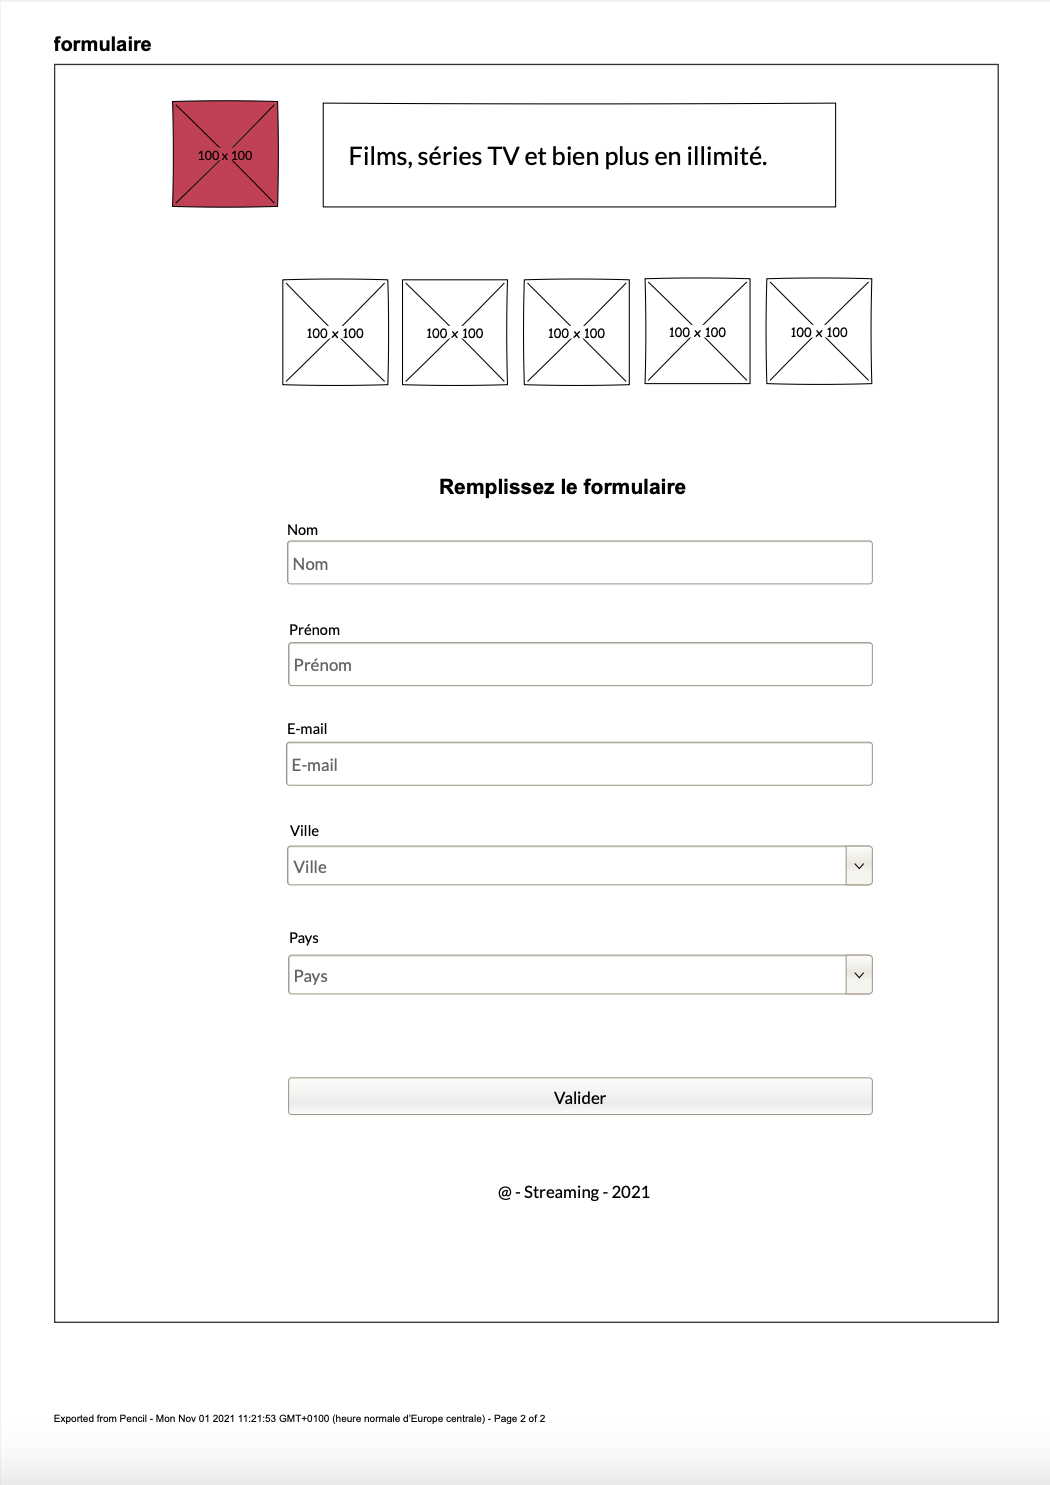 formulaire
100 x 100
Films, séries TV et bien plus en illimité.
100 x 100 100 x 100 100 x 100 100 x 100 100 x 100
Remplissez le formulaire
Nom
Nom
Prénom
Prénom
E-mail
E-mail
Ville
Ville
Pays
Pays
Valider
@ - Streaming - 2021
Exported from Pencil - Mon Nov 01 2021 11:21:53 GMT+0100 (heure normale d'Europe centrale) - Page 2 of 2